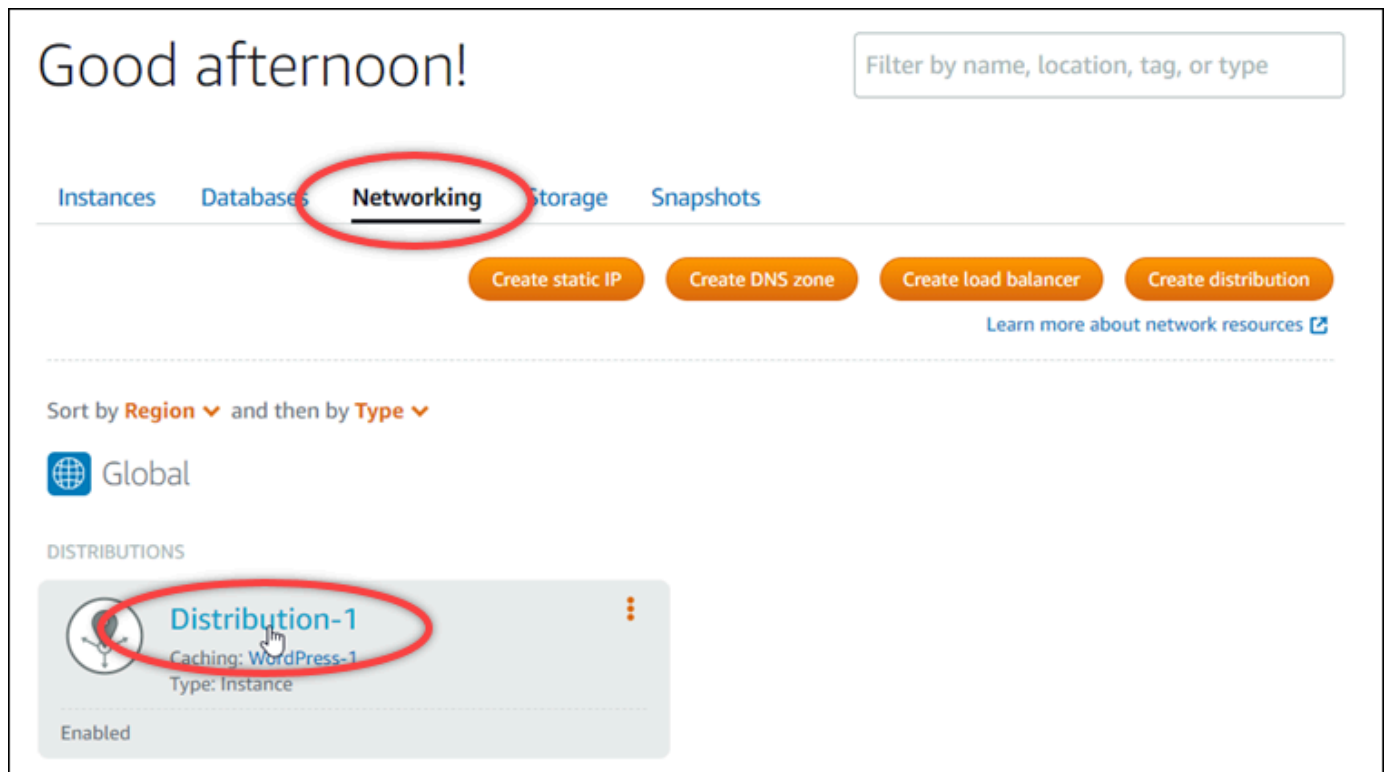 Good afternoon!
Filter by name, location, tag, or type
Instances Databases Networking Storage Snapshots
Create static IP Create DNS zone Create load balancer Create distribution
Learn more about network resources
Sort by Region and then by Type
Global
DISTRIBUTIONS
Distribution-1
Caching: WordPress-1
Type: Instance
Enabled